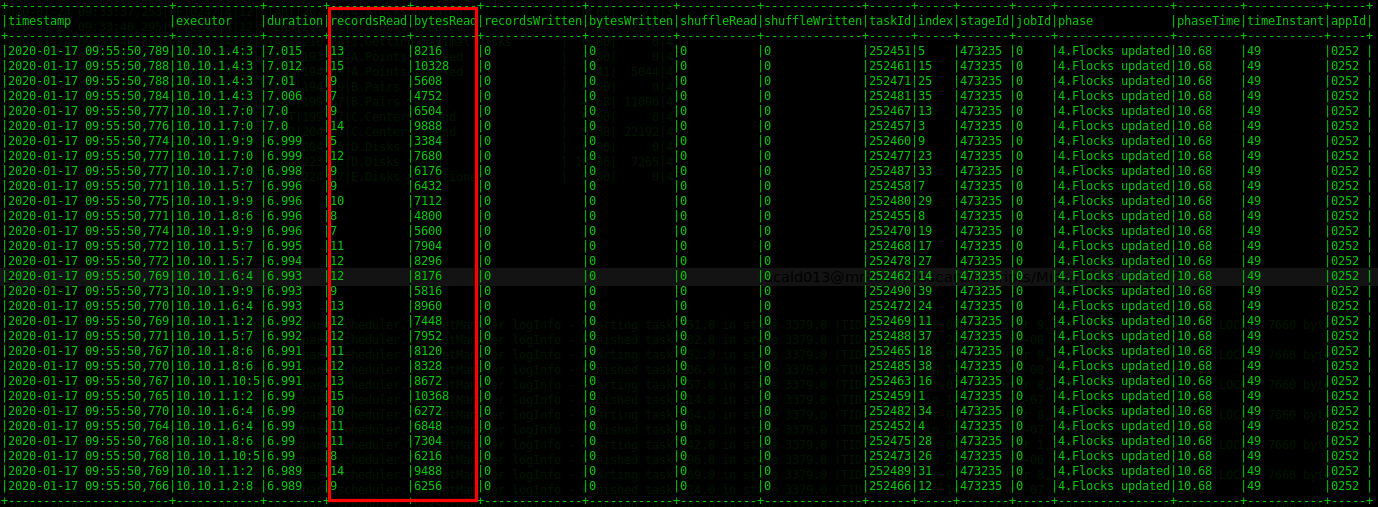 |timestamp |executor |duration|recordsRead|bytesRead|recordsWritten|bytesWritten|shuffleRead|shuffleWritten|taskId|index|stageId|jobId|phase |phaseTime|timeInstant|appId|
|2020-01-17 09:55:50,789|10.10.1.4:3 |7.015 |13 |8216 |0 |0 |0 |0 |252451|5 |473235 |0 |4.Flocks updated|10.68 |49 |0252 |
|2020-01-17 09:55:50,788|10.10.1.4:3 |7.012 |15 |10328 |0 |0 |0 |0 |252461|15 |473235 |0 |4.Flocks updated|10.68 |49 |0252 |
|2020-01-17 09:55:50,788|10.10.1.4:3 |7.01 |9 |5608 |0 |0 |0 |0 |252471|25 |473235 |0 |4.Flocks updated|10.68 |49 |0252 |
|2020-01-17 09:55:50,784|10.10.1.4:3 |7.006 |7 |4752 |0 |0 |0 |0 |252481|35 |473235 |0 |4.Flocks updated|10.68 |49 |0252 |
|2020-01-17 09:55:50,777|10.10.1.7:0 |7.0 |9 |6504 |0 |0 |0 |0 |252467|13 |473235 |0 |4.Flocks updated|10.68 |49 |0252 |
|2020-01-17 09:55:50,776|10.10.1.7:0 |7.0 |14 |9888 |0 |0 |0 |0 |252457|3 |473235 |0 |4.Flocks updated|10.68 |49 |0252 |
|2020-01-17 09:55:50,774|10.10.1.9:9 |6.999 |5 |3384 |0 |0 |0 |0 |252460|9 |473235 |0 |4.Flocks updated|10.68 |49 |0252 |
|2020-01-17 09:55:50,777|10.10.1.7:0 |6.999 |12 |7680 |0 |0 |0 |0 |252477|23 |473235 |0 |4.Flocks updated|10.68 |49 |0252 |
|2020-01-17 09:55:50,777|10.10.1.7:0 |6.998 |9 |6176 |0 |0 |0 |0 |252487|33 |473235 |0 |4.Flocks updated|10.68 |49 |0252 |
|2020-01-17 09:55:50,771|10.10.1.5:7 |6.996 |9 |6432 |0 |0 |0 |0 |252458|7 |473235 |0 |4.Flocks updated|10.68 |49 |0252 |
|2020-01-17 09:55:50,775|10.10.1.9:9 |6.996 |10 |7112 |0 |0 |0 |0 |252480|29 |473235 |0 |4.Flocks updated|10.68 |49 |0252 |
|2020-01-17 09:55:50,771|10.10.1.8:6 |6.996 |8 |4800 |0 |0 |0 |0 |252455|8 |473235 |0 |4.Flocks updated|10.68 |49 |0252 |
|2020-01-17 09:55:50,774|10.10.1.9:9 |6.996 |7 |5600 |0 |0 |0 |0 |252470|19 |473235 |0 |4.Flocks updated|10.68 |49 |0252 |
|2020-01-17 09:55:50,772|10.10.1.5:7 |6.995 |11 |7904 |0 |0 |0 |0 |252468|17 |473235 |0 |4.Flocks updated|10.68 |49 |0252 |
|2020-01-17 09:55:50,772|10.10.1.5:7 |6.994 |12 |8296 |0 |0 |0 |0 |252478|27 |473235 |0 |4.Flocks updated|10.68 |49 |0252 |
|2020-01-17 09:55:50,769|10.10.1.6:4 |6.993 |12 |8176 |0 |0 |0 |0 |252462|14 |473235 |0 |4.Flocks updated|10.68 |49 |0252 |
|2020-01-17 09:55:50,773|10.10.1.9:9 |6.993 |9 |5816 |0 |0 |0 |0 |252490|39 |473235 |0 |4.Flocks updated|10.68 |49 |0252 |
|2020-01-17 09:55:50,770|10.10.1.6:4 |6.993 |13 |8960 |0 |0 |0 |0 |252472|24 |473235 |0 |4.Flocks updated|10.68 |49 |0252 |
|2020-01-17 09:55:50,769|10.10.1.1:2 |6.992 |12 |7448 |0 |0 |0 |0 |252469|11 |473235 |0 |4.Flocks updated|10.68 |49 |0252 |
|2020-01-17 09:55:50,771|10.10.1.5:7 |6.992 |12 |7952 |0 |0 |0 |0 |252488|37 |473235 |0 |4.Flocks updated|10.68 |49 |0252 |
|2020-01-17 09:55:50,767|10.10.1.8:6 |6.991 |11 |8120 |0 |0 |0 |0 |252465|18 |473235 |0 |4.Flocks updated|10.68 |49 |0252 |
|2020-01-17 09:55:50,770|10.10.1.8:6 |6.991 |12 |8328 |0 |0 |0 |0 |252485|38 |473235 |0 |4.Flocks updated|10.68 |49 |0252 |
|2020-01-17 09:55:50,767|10.10.1.10:5|6.991 |13 |8672 |0 |0 |0 |0 |252463|16 |473235 |0 |4.Flocks updated|10.68 |49 |0252 |
|2020-01-17 09:55:50,765|10.10.1.1:2 |6.99 |15 |10368 |0 |0 |0 |0 |252459|1 |473235 |0 |4.Flocks updated|10.68 |49 |0252 |
|2020-01-17 09:55:50,770|10.10.1.6:4 |6.99 |10 |6272 |0 |0 |0 |0 |252482|34 |473235 |0 |4.Flocks updated|10.68 |49 |0252 |
|2020-01-17 09:55:50,764|10.10.1.6:4 |6.99 |11 |6848 |0 |0 |0 |0 |252452|4 |473235 |0 |4.Flocks updated|10.68 |49 |0252 |
|2020-01-17 09:55:50,768|10.10.1.8:6 |6.99 |11 |7304 |0 |0 |0 |0 |252475|28 |473235 |0 |4.Flocks updated|10.68 |49 |0252 |
|2020-01-17 09:55:50,768|10.10.1.10:5|6.99 |8 |6216 |0 |0 |0 |0 |252473|26 |473235 |0 |4.Flocks updated|10.68 |49 |0252 |
|2020-01-17 09:55:50,769|10.10.1.1:2 |6.989 |14 |9488 |0 |0 |0 |0 |252489|31 |473235 |0 |4.Flocks updated|10.68 |49 |0252 |
|2020-01-17 09:55:50,766|10.10.1.2:8 |6.989 |9 |6256 |0 |0 |0 |0 |252466|12 |473235 |0 |4.Flocks updated|10.68 |49 |0252 |